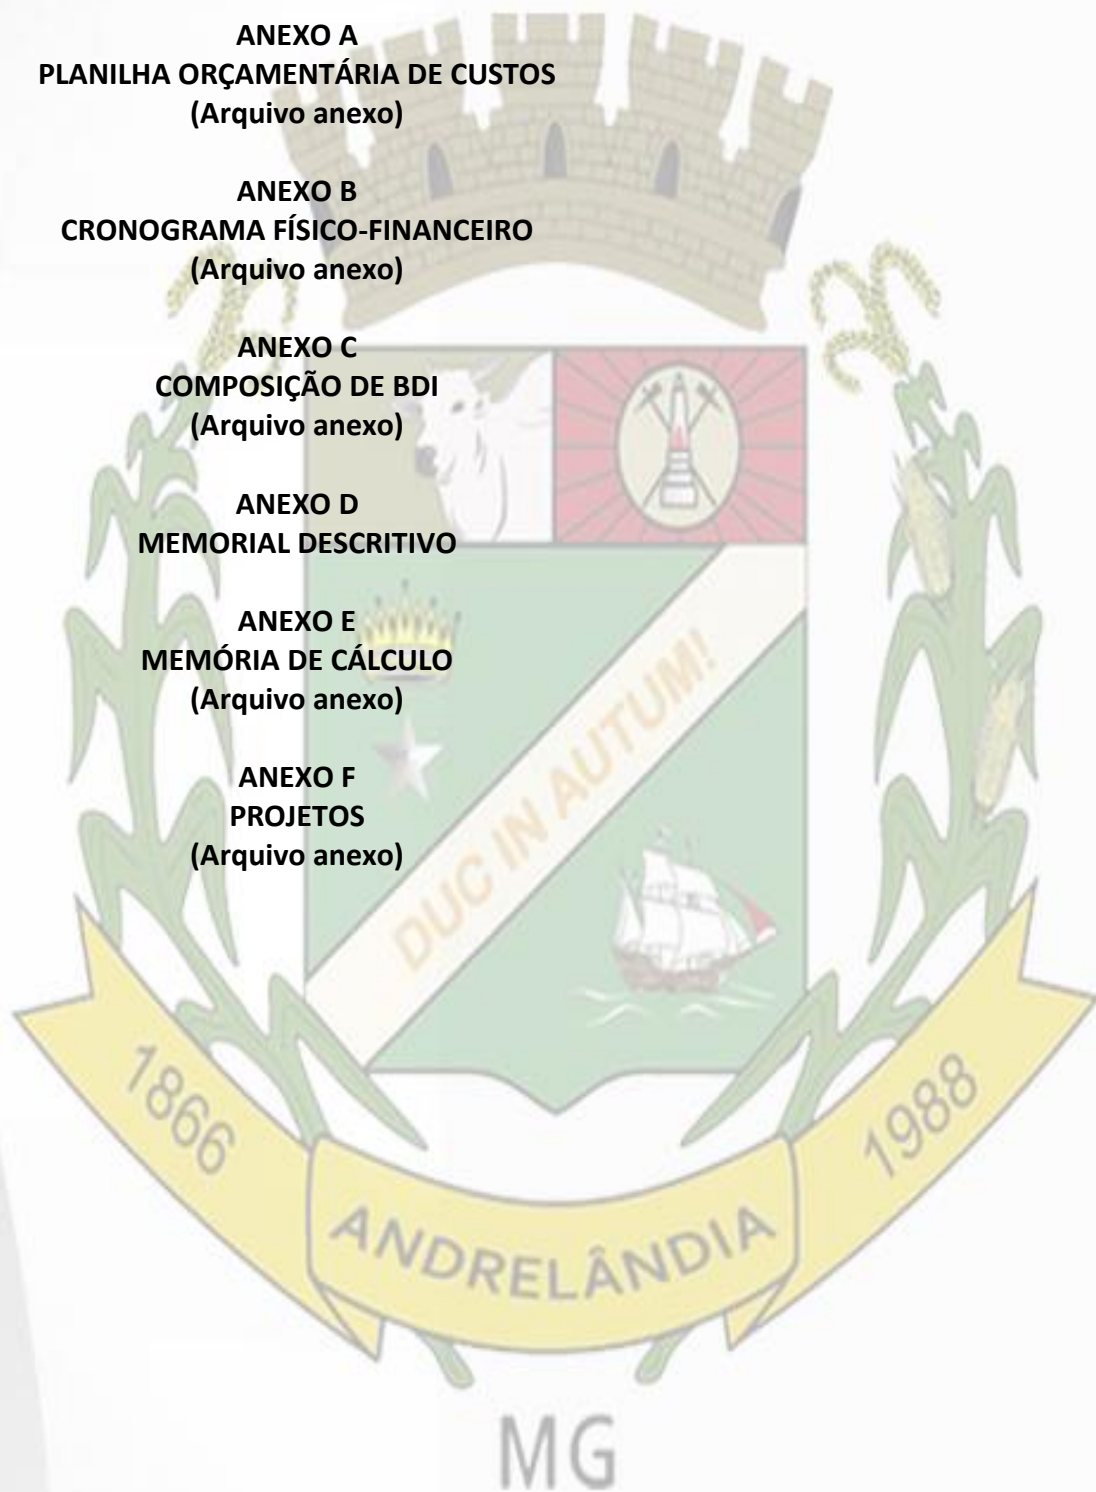 ANEXO A
PLANILHA ORÇAMENTÁRIA DE CUSTOS
(Arquivo anexo)
ANEXO B
CRONOGRAMA FÍSICO-FINANCEIRO
(Arquivo anexo)
ANEXO C
COMPOSIÇÃO DE BDI
(Arquivo anexo)
ANEXO D
MEMORIAL DESCRITIVO
ANEXO E
MEMÓRIA DE CÁLCULO
(Arquivo anexo)
ANEXO F
PROJETOS
(Arquivo anexo)
DUC IN AUTUM!
1866
ANDRELÂNDIA
1988
MG